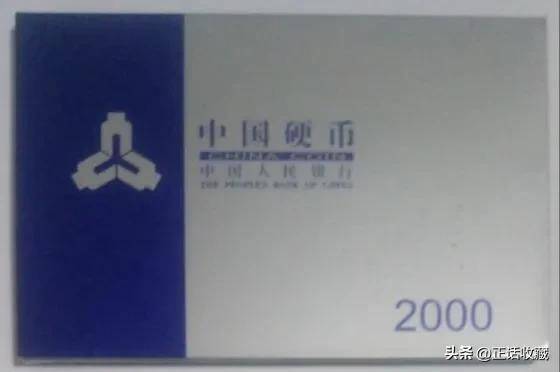 中国硬币
CHINA COIN
中国人民银行
THE PEOPLE'S BANK OF CHINA
2000
头条 @正话收藏